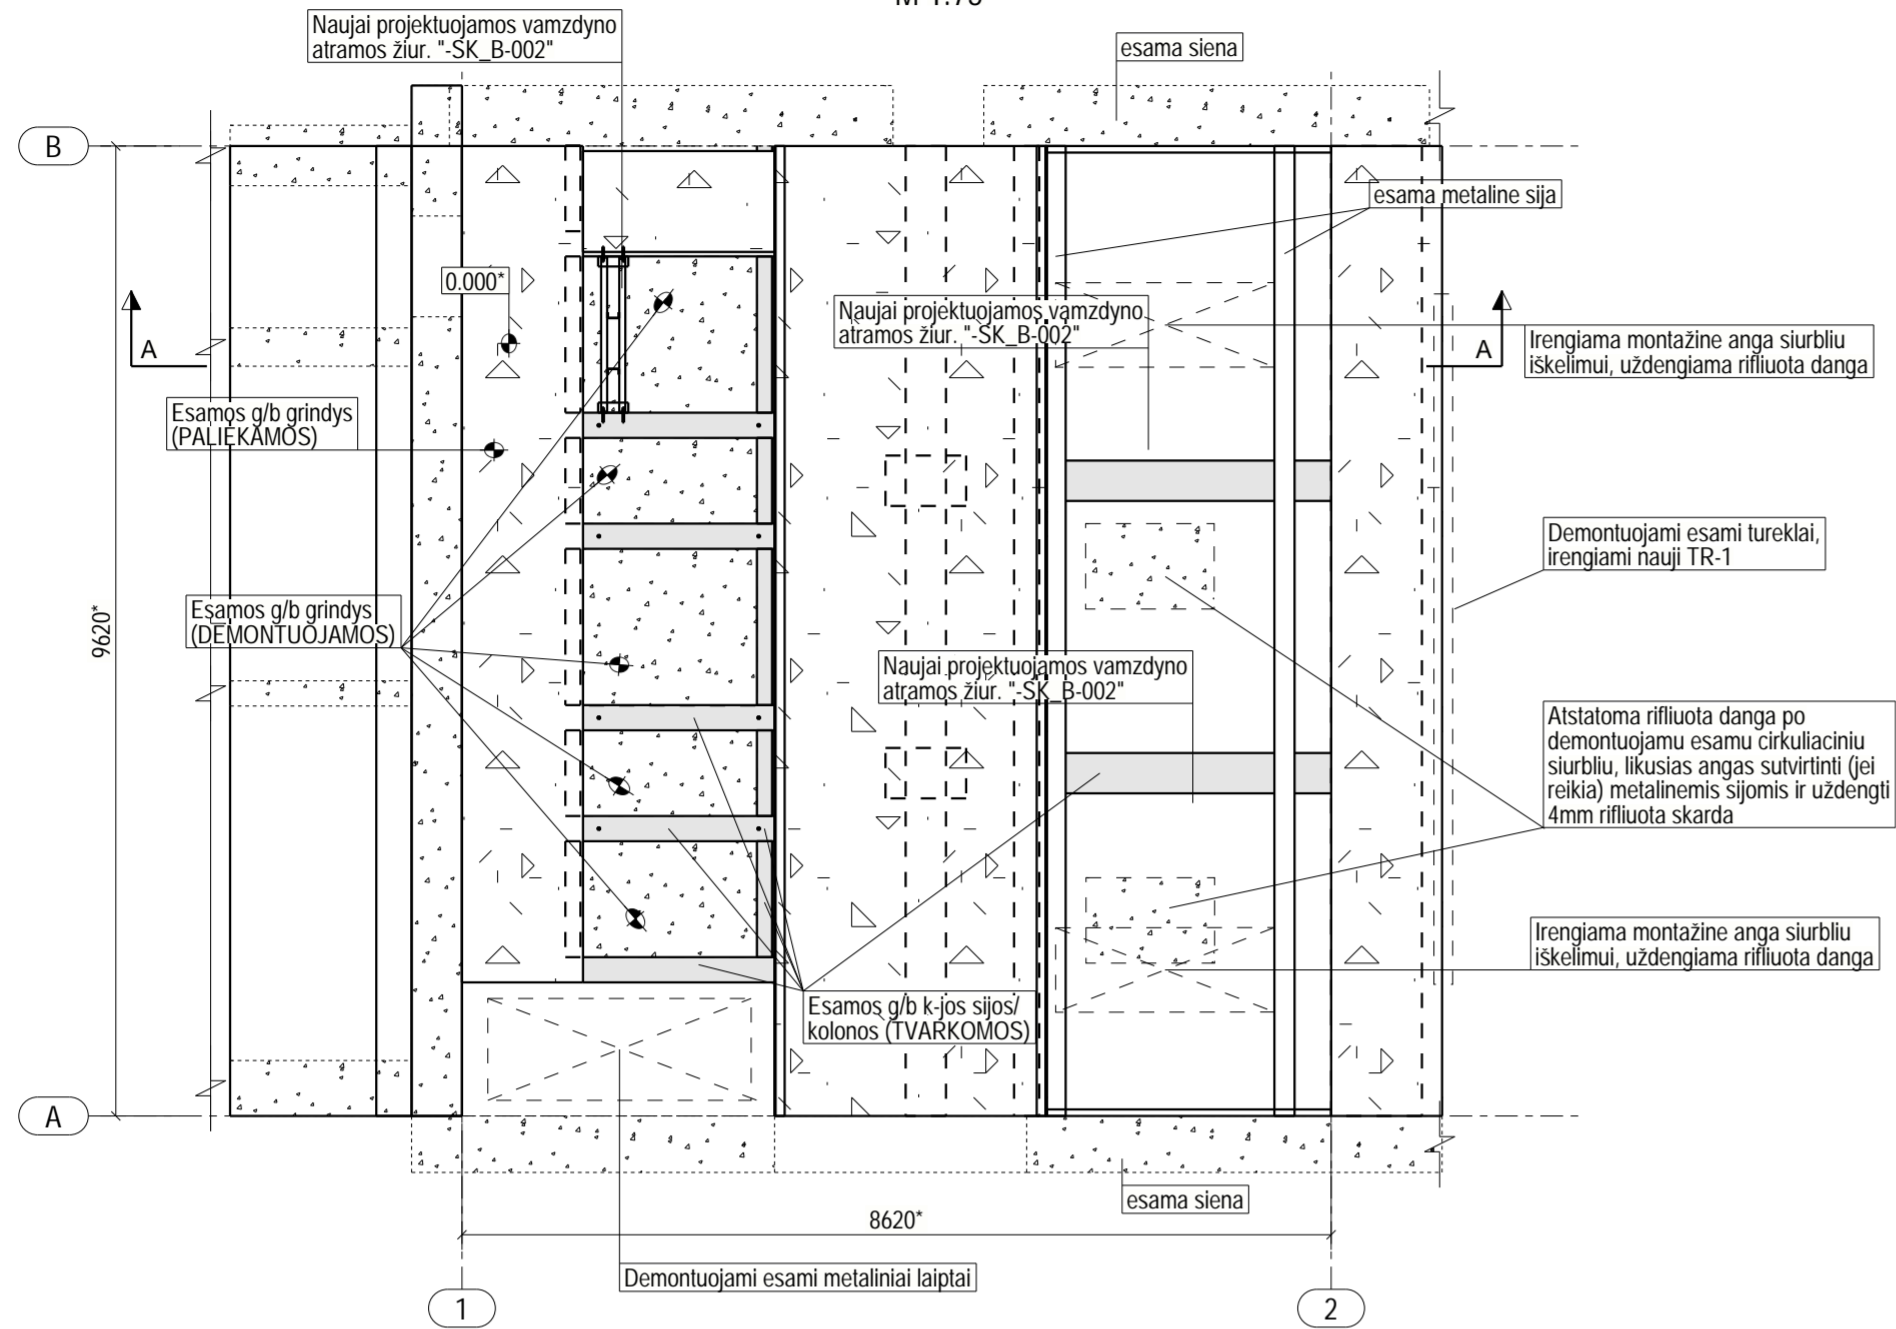 Naujai projektuojamos vamzdyno
atramos žiur. "-SK_B-002"
esama siena
B
esama metaline sija
0.000*
Naujai projektuojamos vamzdyno
atramos žiur. "-SK_B-002"
A
A
Irengiama montažine anga siurbliu
iškelimui, uždengiama rifliuota danga
Esamos g/b grindys
(PALIEKAMOS)
Demontuojami esami tureklai,
irengiami nauji TR-1
9620*
Esamos g/b grindys
(DEMONTUOJAMOS)
Naujai projektuojamos vamzdyno
atramos žiur. "-SK_B-002"
Atstatoma rifliuota danga po
demontuojamu esamu cirkuliaciniu
siurbliu, likusias angas sutvirtinti (jei
reikia) metalinemis sijomis ir uždengti
4mm rifliuota skarda
Irengiama montažine anga siurbliu
iškelimui, uždengiama rifliuota danga
Esamos g/b k-jos sijos/
kolonos (TVARKOMOS)
A
esama siena
8620*
Demontuojami esami metaliniai laiptai
1
2